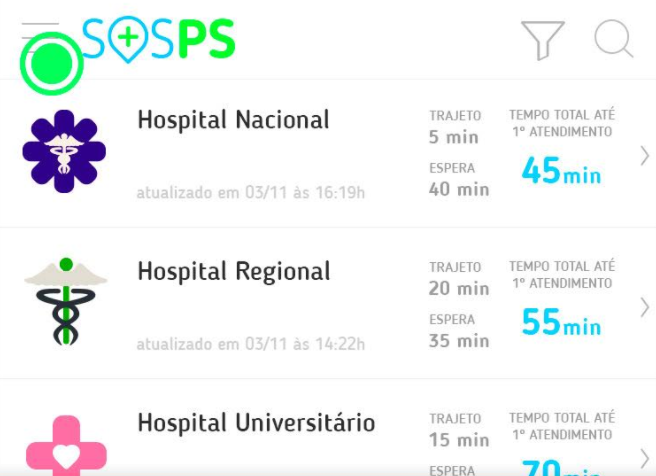 SOSPS
Hospital Nacional
TRAJETO
5 min
TEMPO TOTAL ATÉ
1º ATENDIMENTO
ESPERA
40 min
45min
atualizado em 03/11 às 16:19h
Hospital Regional
TRAJETO
20 min
TEMPO TOTAL ATÉ
1º ATENDIMENTO
ESPERA
35 min
55min
atualizado em 03/11 às 14:22h
Hospital Universitário
TRAJETO
15 min
TEMPO TOTAL ATÉ
1º ATENDIMENTO
ESPERA
70min